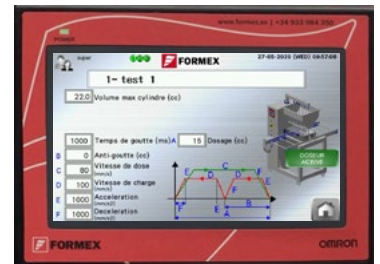 www.formex.es | +34 933 064 350
POWER
super
FORMEX
27-05-2020 (WED) 09:57:08
1- test 1
22.0 Volume max cylindre (cc)
1000 Temps de goutte (ms) A 15 Dosage (cc)
B 0 Anti-goutte (cc)
C 80 Vitesse de dose (mm/s)
D 100 Vitesse de charge (mm/s)
E 1000 Acceleration (mm/s2)
F 1000 Deceleration (mm/s2)
C
E D D E
F F
E B
F A
DOSEUR
ACTIVE
FORMEX
OMRON